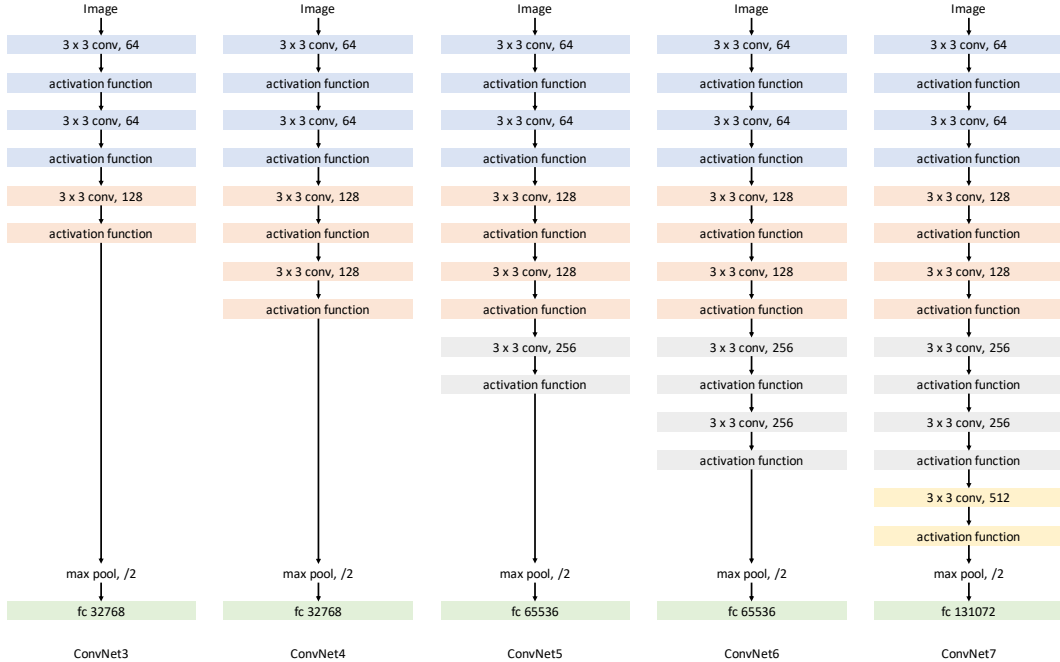 Image
3 x 3 conv, 64
activation function
3 x 3 conv, 64
activation function
3 x 3 conv, 128
activation function
max pool, /2
fc 32768
ConvNet3
Image
3 x 3 conv, 64
activation function
3 x 3 conv, 64
activation function
3 x 3 conv, 128
activation function
3 x 3 conv, 128
activation function
max pool, /2
fc 32768
ConvNet4
Image
3 x 3 conv, 64
activation function
3 x 3 conv, 64
activation function
3 x 3 conv, 128
activation function
3 x 3 conv, 128
activation function
3 x 3 conv, 256
activation function
max pool, /2
fc 65536
ConvNet5
Image
3 x 3 conv, 64
activation function
3 x 3 conv, 64
activation function
3 x 3 conv, 128
activation function
3 x 3 conv, 128
activation function
3 x 3 conv, 256
activation function
3 x 3 conv, 256
activation function
max pool, /2
fc 65536
ConvNet6
Image
3 x 3 conv, 64
activation function
3 x 3 conv, 64
activation function
3 x 3 conv, 128
activation function
3 x 3 conv, 128
activation function
3 x 3 conv, 256
activation function
3 x 3 conv, 256
activation function
3 x 3 conv, 512
activation function
max pool, /2
fc 131072
ConvNet7